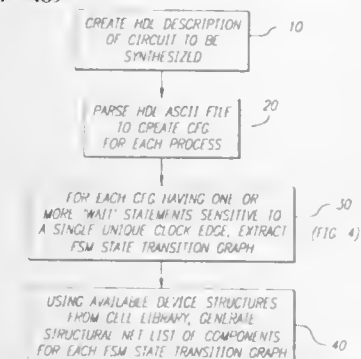 CREATE HDL DESCRIPTION
OF CIRCUIT TO BE
SYNTHESIZED
10
PARSE HDL ASCII FILE
TO CREATE CFG
FOR EACH PROCESS
20
FOR EACH CFG HAVING ONE OR
MORE "WAIT" STATEMENTS SENSITIVE TO
A SINGLE UNIQUE CLOCK EDGE, EXTRACT
FSM STATE TRANSITION GRAPH
30
(FIG 4)
USING AVAILABLE DEVICE STRUCTURES
FROM CELL LIBRARY, GENERATE
STRUCTURAL NET LIST OF COMPONENTS
FOR EACH FSM STATE TRANSITION GRAPH
40